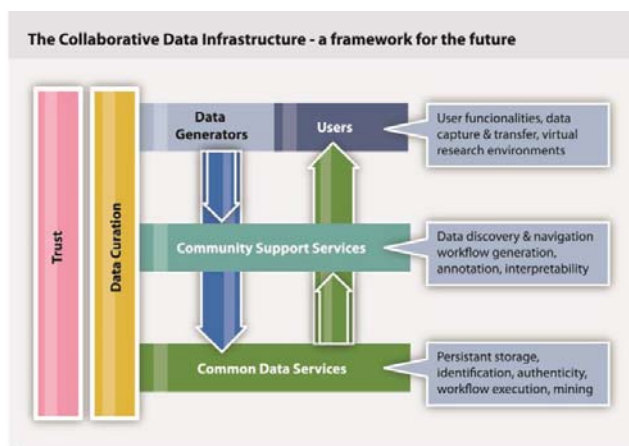 The Collaborative Data Infrastructure - a framework for the future
Trust
Data Curation
Data
Generators
Users
User funcionalities, data
capture & transfer, virtual
research environments
Community Support Services
Data discovery & navigation
workflow generation,
annotation, interpretability
Common Data Services
Persistant storage,
identification, authenticity,
workflow execution, mining